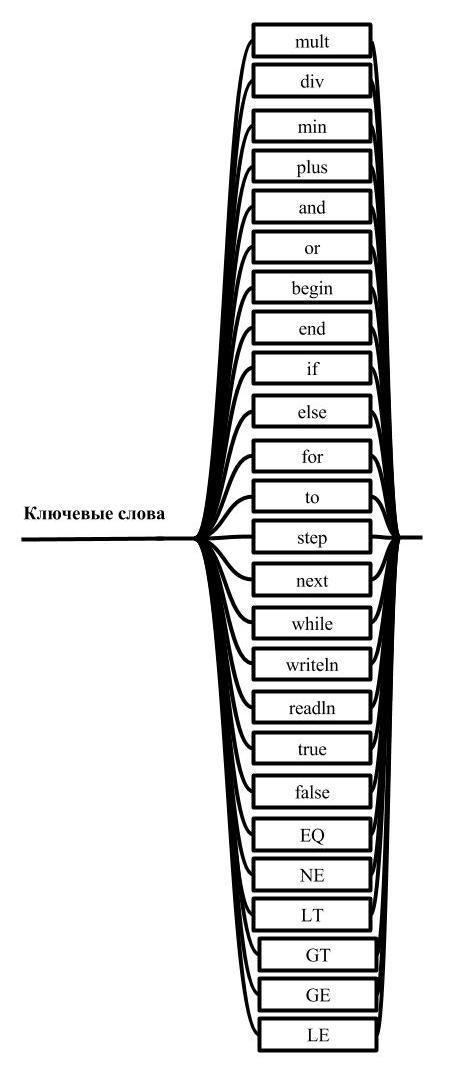 mult
div
min
plus
and
or
begin
end
if
else
for
to
Ключевые слова
step
next
while
writeln
readln
true
false
EQ
NE
LT
GT
GE
LE